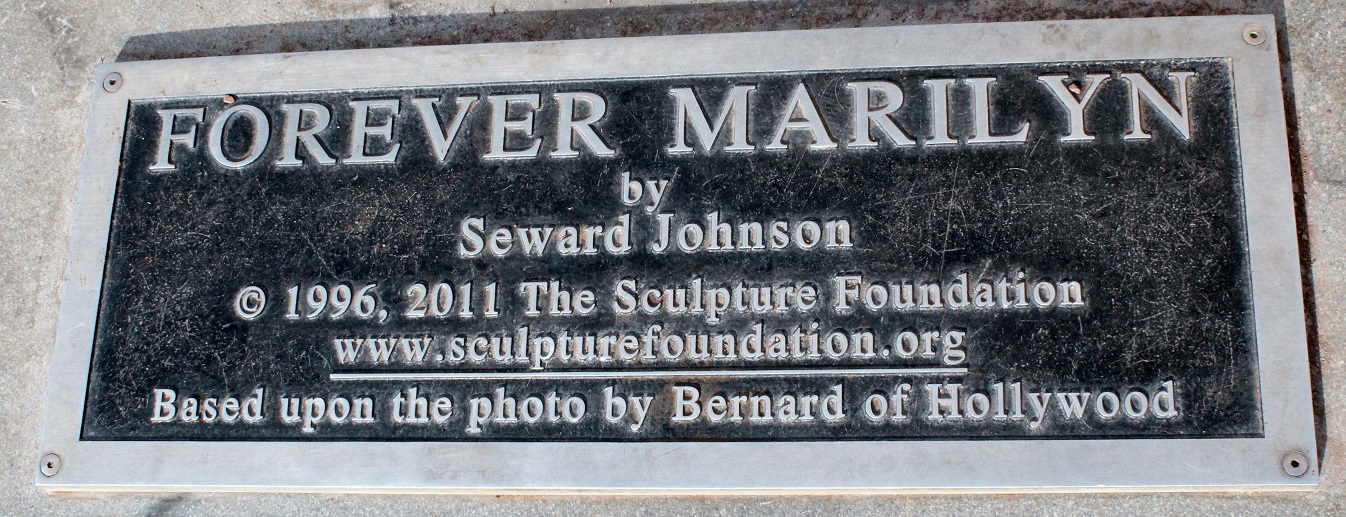 FOREVER MARILYN
by
Seward Johnson
© 1996, 2011 The Sculpture Foundation
www.sculpturefoundation.org
Based upon the photo by Bernard of Hollywood